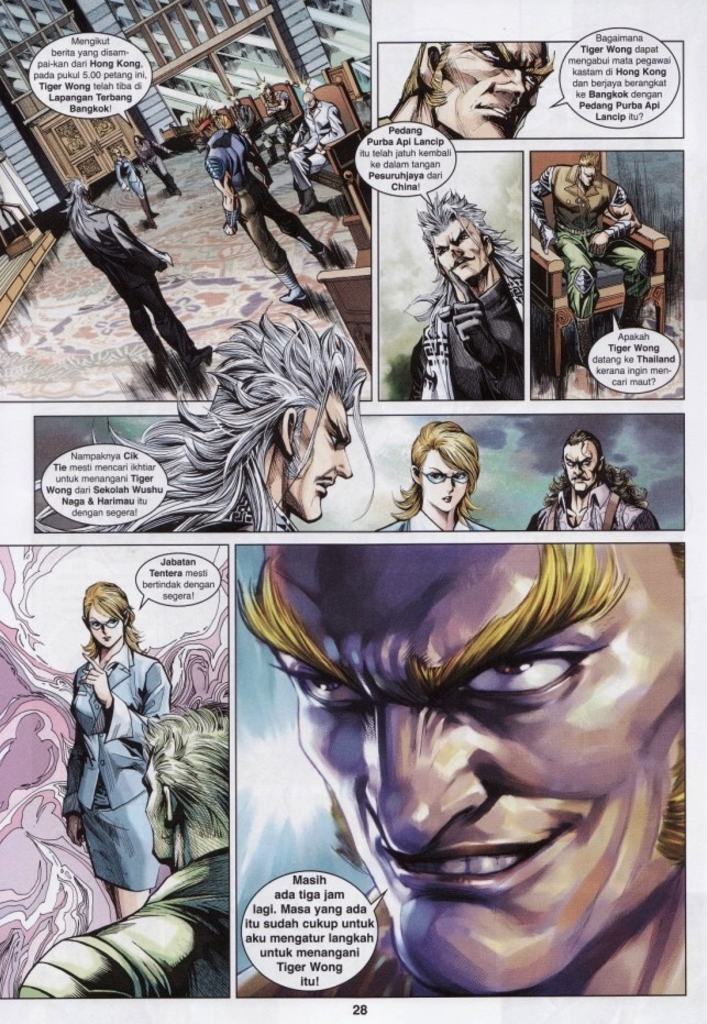 Mengikut
berita yang disam-
pai-kan dari Hong Kong,
pada pukul 5.00 petang ini,
Tiger Wong telah tiba di
Lapangan Terbang
Bangkok!
Bagaimana
Tiger Wong dapat
mengabui mata pegawai
kastam di Hong Kong
dan berjaya berangkat
ke Bangkok dengan
Pedang Purba Api
Lancip itu?
Pedang
Purba Api Lancip
itu telah jatuh kembali
ke dalam tangan
Pesuruhjaya dari
China!
Apakah
Tiger Wong
datang ke Thailand
kerana ingin men-
cari maut?
Nampaknya Cik
Tie mesti mencari ikhtiar
untuk menangani Tiger
Wong dari Sekolah Wushu
Naga & Harimau itu
dengan segera!
Jabatan
Tentera mesti
bertindak dengan
segera!
Masih
ada tiga jam
lagi. Masa yang ada
itu sudah cukup untuk
aku mengatur langkah
untuk menangani
Tiger Wong
itu!
28